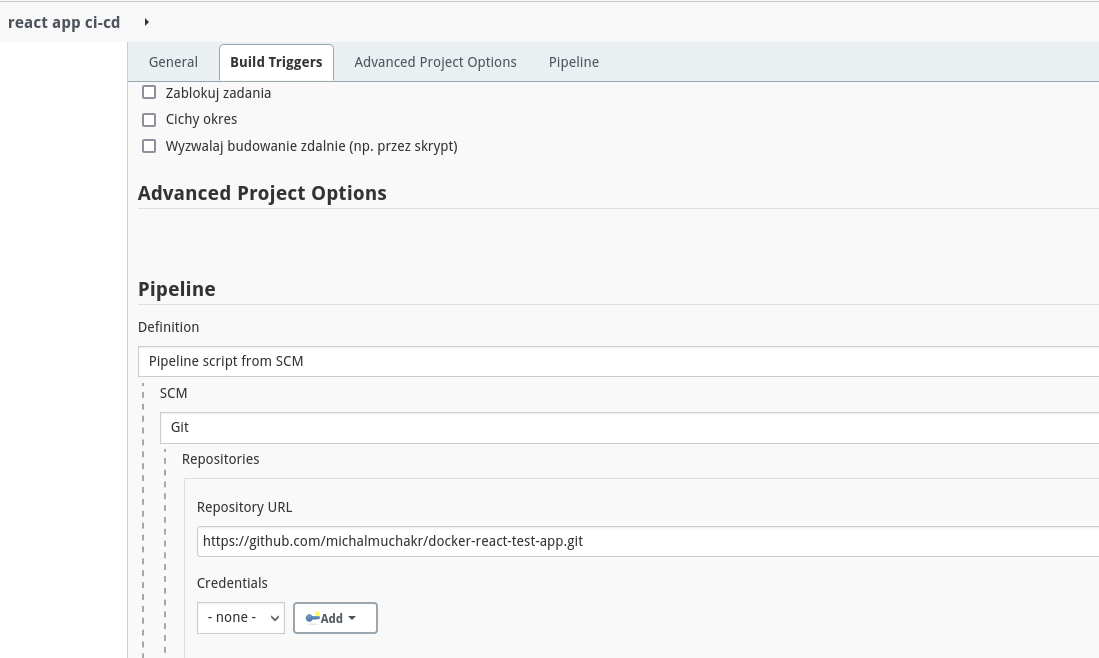 react app ci-cd
General Build Triggers Advanced Project Options Pipeline
Zablokuj zadania
Cichy okres
Wyzwalaj budowanie zdalnie (np. przez skrypt)
Advanced Project Options
Pipeline
Definition
Pipeline script from SCM
SCM
Git
Repositories
Repository URL
https://github.com/michalmuchakr/docker-react-test-app.git
Credentials
- none - Add